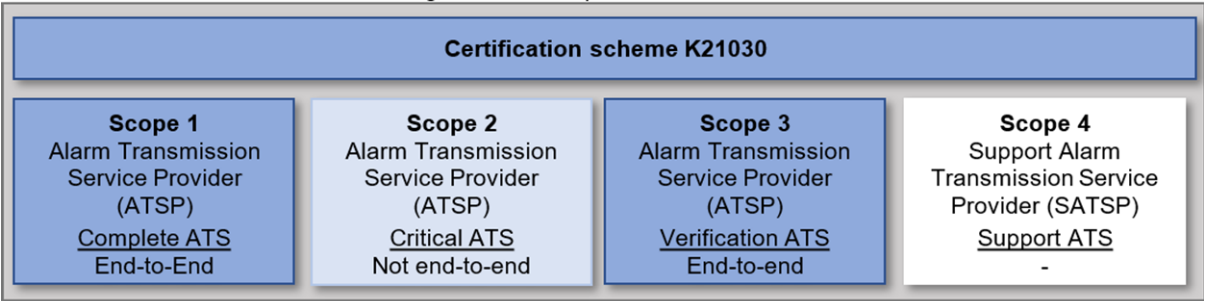 Certification scheme K21030
Scope 1
Alarm Transmission
Service Provider
(ATSP)
Complete ATS
End-to-End
Scope 2
Alarm Transmission
Service Provider
(ATSP)
Critical ATS
Not end-to-end
Scope 3
Alarm Transmission
Service Provider
(ATSP)
Verification ATS
End-to-end
Scope 4
Support Alarm
Transmission Service
Provider (SATSP)
Support ATS
-